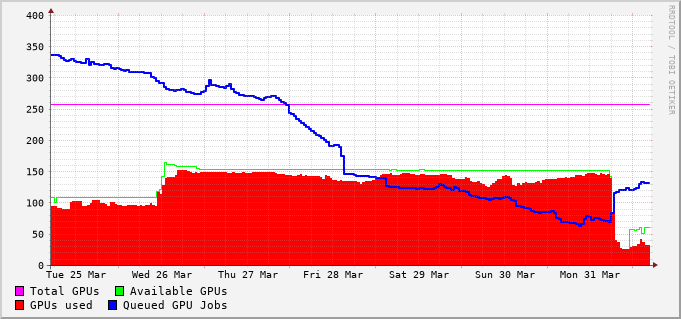 400
350
300
250
200
150
100
50
0
Tue 25 Mar Wed 26 Mar Thu 27 Mar Fri 28 Mar Sat 29 Mar Sun 30 Mar Mon 31 Mar
Total GPUs Available GPUs
GPUs used Queued GPU Jobs
RRDTOOL / TOBI OETIKER